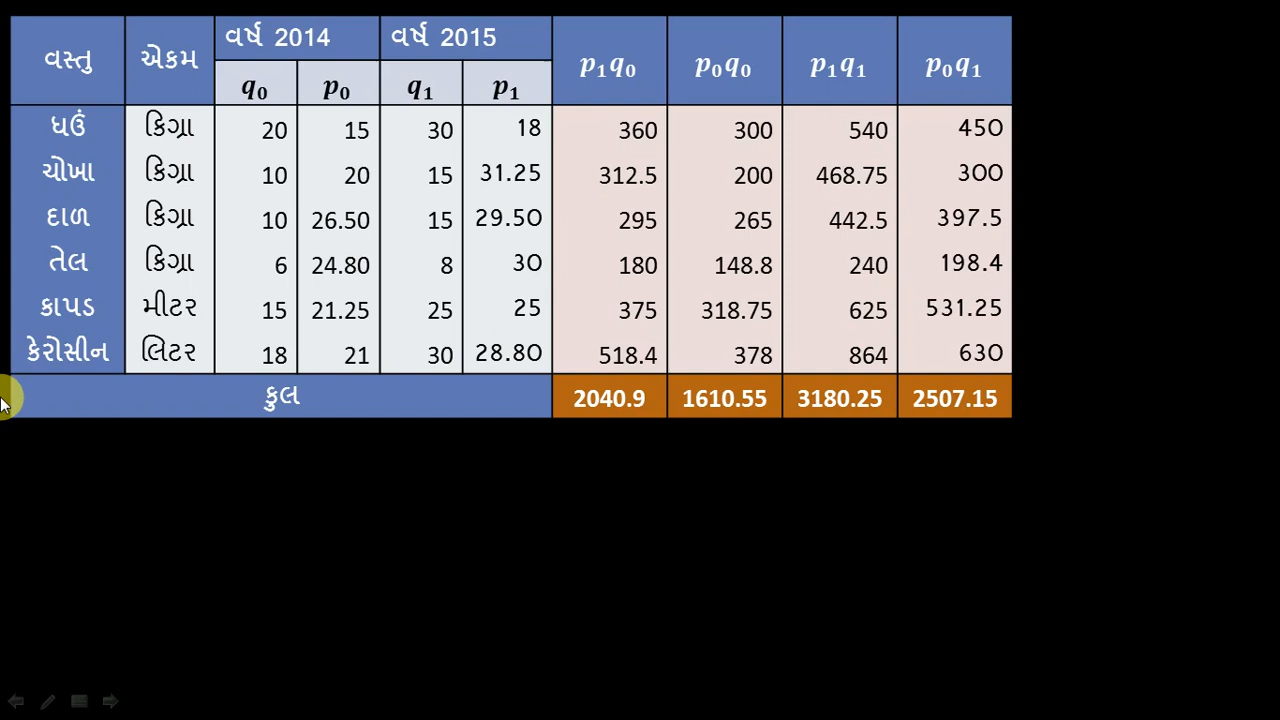 વસ્તુ એકમ વર્ષ 2014 વર્ષ 2015 p₁q₀ p₀q₀ p₁q₁ p₀q₁
q₀ p₀ q₁ p₁
ધઉં કિગ્રા 20 15 30 18 360 300 540 450
ચોખા કિગ્રા 10 20 15 31.25 312.5 200 468.75 300
દાળ કિગ્રા 10 26.50 15 29.50 295 265 442.5 397.5
તેલ કિગ્રા 6 24.80 8 30 180 148.8 240 198.4
કાપડ મીટર 15 21.25 25 25 375 318.75 625 531.25
કેરોસીન લિટર 18 21 30 28.80 518.4 378 864 630
કુલ 2040.9 1610.55 3180.25 2507.15